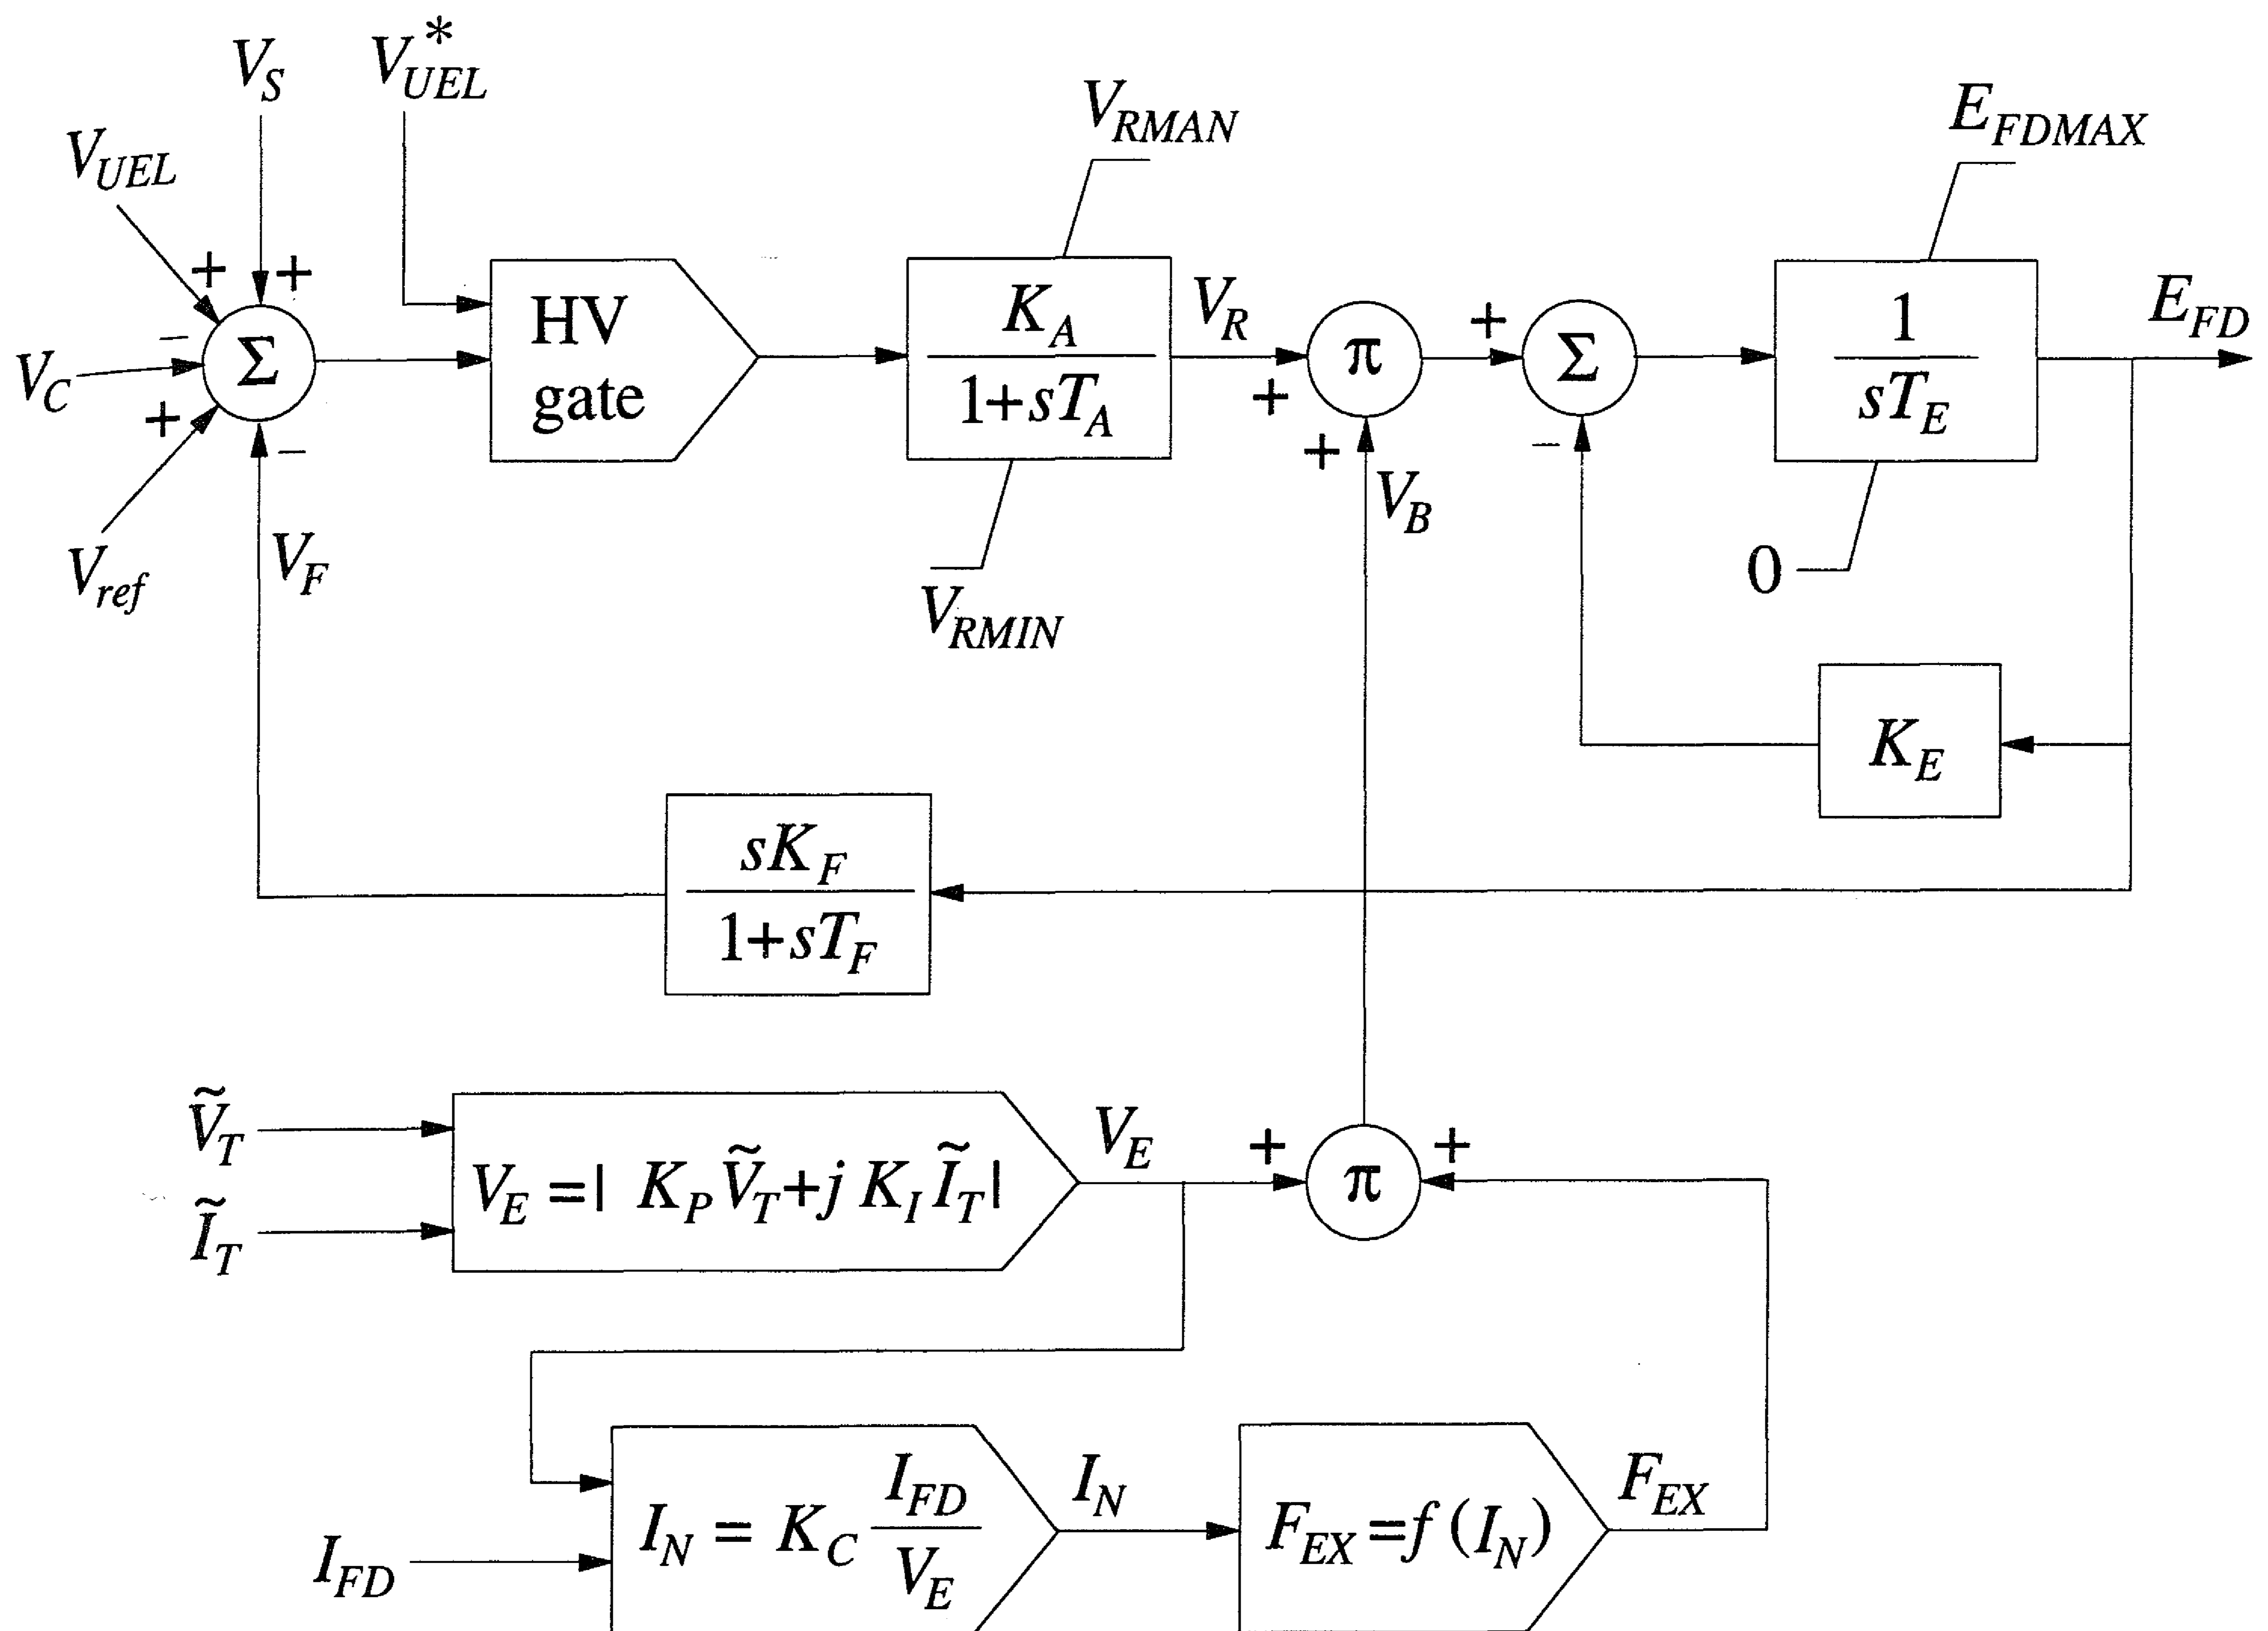 V_S
V_UEL*
V_UEL
V_RMAN
E_FDMAX
+ +
−
V_C
Σ
+
−
V_ref
V_F
HV
gate
K_A
1+sT_A
V_RMIN
V_R
+
π
+
V_B
+
Σ
−
1
sT_E
0
E_FD
K_E
sK_F
1+sT_F
Ṽ_T
Ĩ_T
V_E =| K_P Ṽ_T+j K_I Ĩ_T|
V_E
+
π
+
I_FD
I_N = K_C I_FD
V_E
I_N
F_EX=f (I_N)
F_EX